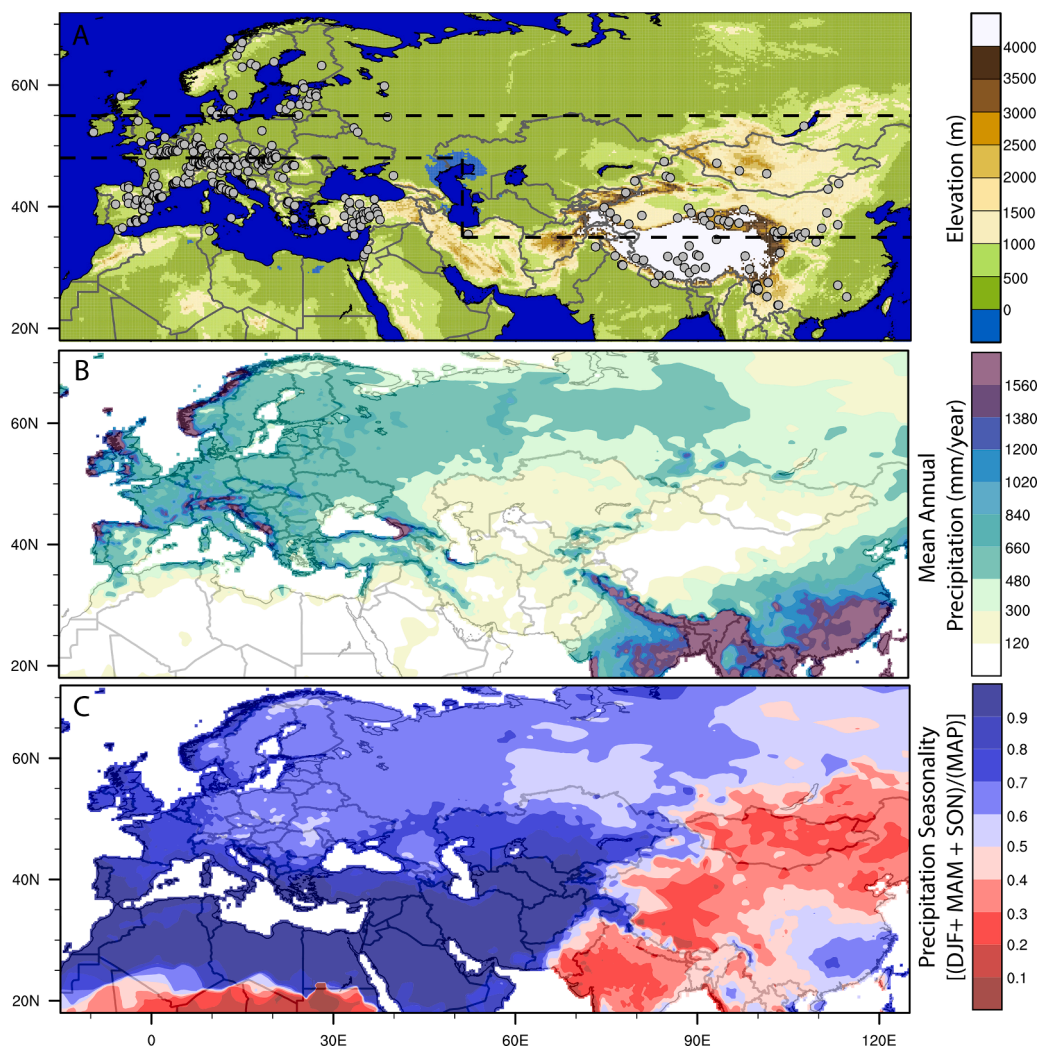 A
60N
40N
20N
4000
3500
3000
2500
2000
1500
1000
500
0
Elevation (m)
B
60N
40N
20N
1560
1380
1200
1020
840
660
480
300
120
Mean Annual
Precipitation (mm/year)
C
60N
40N
20N
0
30E
60E
90E
120E
0.9
0.8
0.7
0.6
0.5
0.4
0.3
0.2
0.1
Precipitation Seasonality
[(DJF+ MAM + SON)/(MAP)]